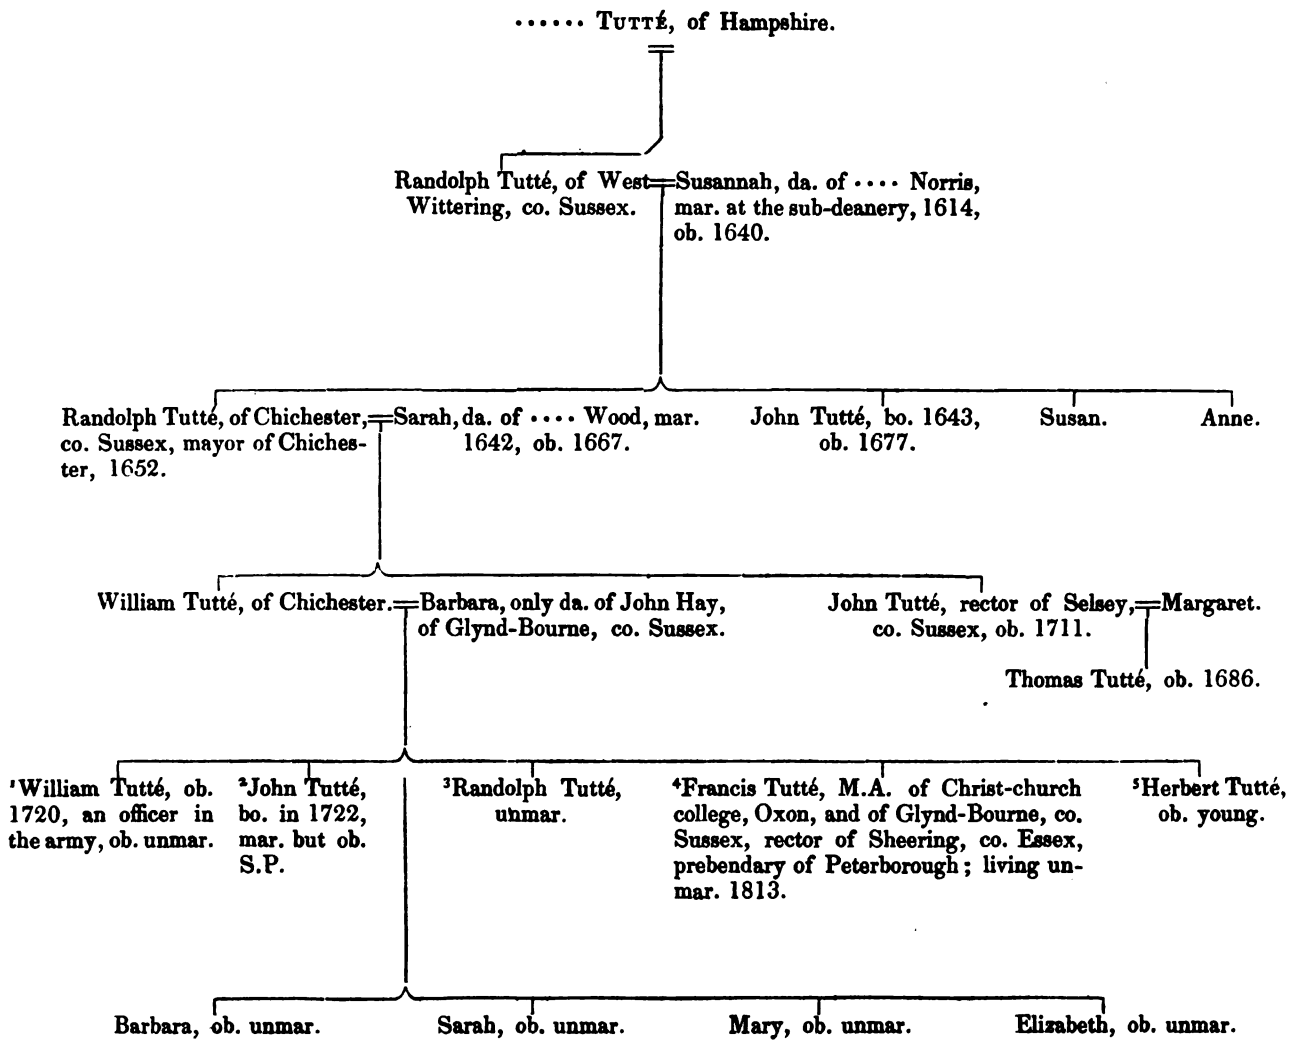 ...... TUTTÉ, of Hampshire.
Randolph Tutté, of West
Wittering, co. Sussex.
Susannah, da. of .... Norris,
mar. at the sub-deanery, 1614,
ob. 1640.
Randolph Tutté, of Chichester,
co. Sussex, mayor of Chiches-
ter, 1652.
Sarah, da. of .... Wood, mar.
1642, ob. 1667.
John Tutté, bo. 1643,
ob. 1677.
Susan.
Anne.
William Tutté, of Chichester.
Barbara, only da. of John Hay,
of Glynd-Bourne, co. Sussex.
John Tutté, rector of Selsey,
co. Sussex, ob. 1711.
Margaret.
Thomas Tutté, ob. 1686.
¹William Tutté, ob.
1720, an officer in
the army, ob. unmar.
²John Tutté,
bo. in 1722,
mar. but ob.
S.P.
³Randolph Tutté,
unmar.
⁴Francis Tutté, M.A. of Christ-church
college, Oxon, and of Glynd-Bourne, co.
Sussex, rector of Sheering, co. Essex,
prebendary of Peterborough; living un-
mar. 1813.
⁵Herbert Tutté,
ob. young.
Barbara, ob. unmar.
Sarah, ob. unmar.
Mary, ob. unmar.
Elizabeth, ob. unmar.